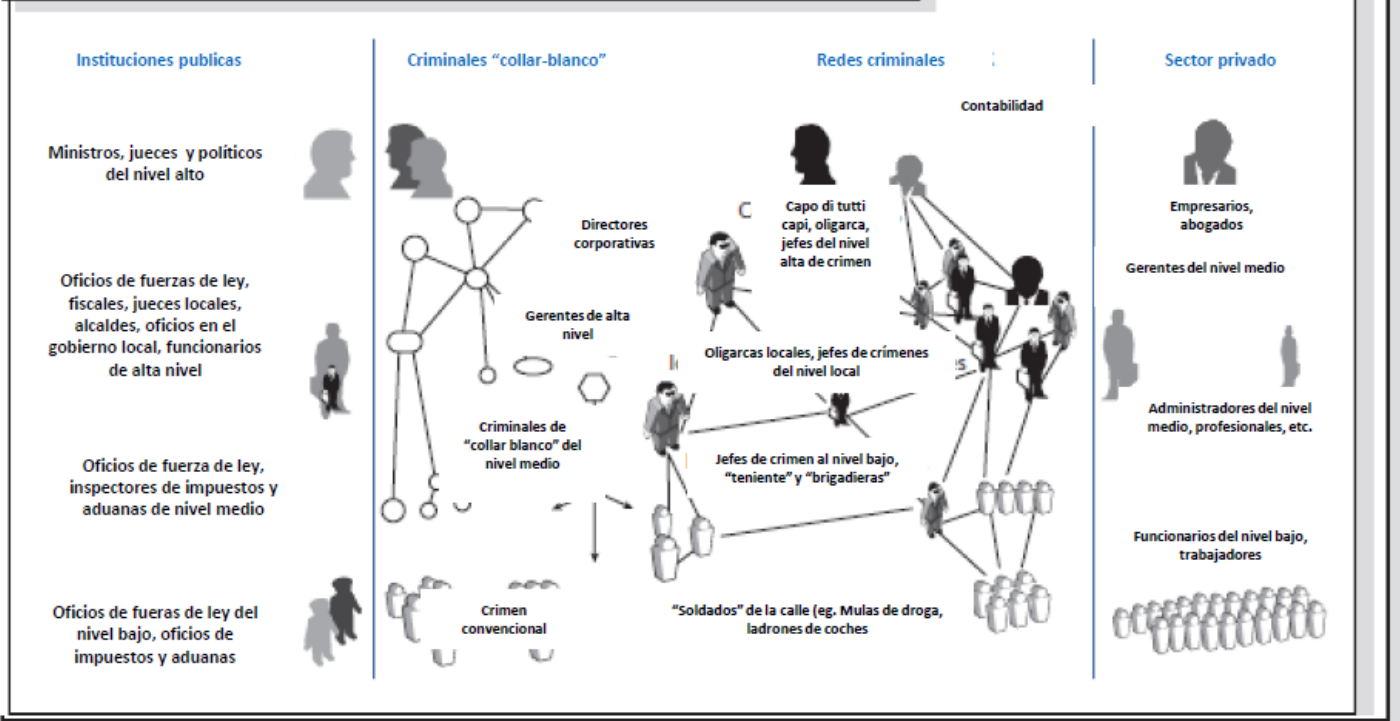 Instituciones publicas
Criminales “collar-blanco”
Redes criminales
Sector privado
Contabilidad
Ministros, jueces y políticos
del nivel alto
Directores
corporativas
C
Capo di tutti
capi, oligarca,
jefes del nivel
alta de crimen
Empresarios,
abogados
Gerentes del nivel medio
Oficios de fuerzas de ley,
fiscales, jueces locales,
alcaldes, oficios en el
gobierno local, funcionarios
de alta nivel
Gerentes de alta
nivel
Oligarcas locales, jefes de crímenes
del nivel local
es
Administradores del nivel
medio, profesionales, etc.
Criminales de
“collar blanco” del
nivel medio
Jefes de crimen al nivel bajo,
“teniente” y “brigadieras”
Oficios de fuerza de ley,
inspectores de impuestos y
aduanas de nivel medio
Funcionarios del nivel bajo,
trabajadores
Oficios de fueras de ley del
nivel bajo, oficios de
impuestos y aduanas
Crimen
convencional
“Soldados” de la calle (eg. Mulas de droga,
ladrones de coches